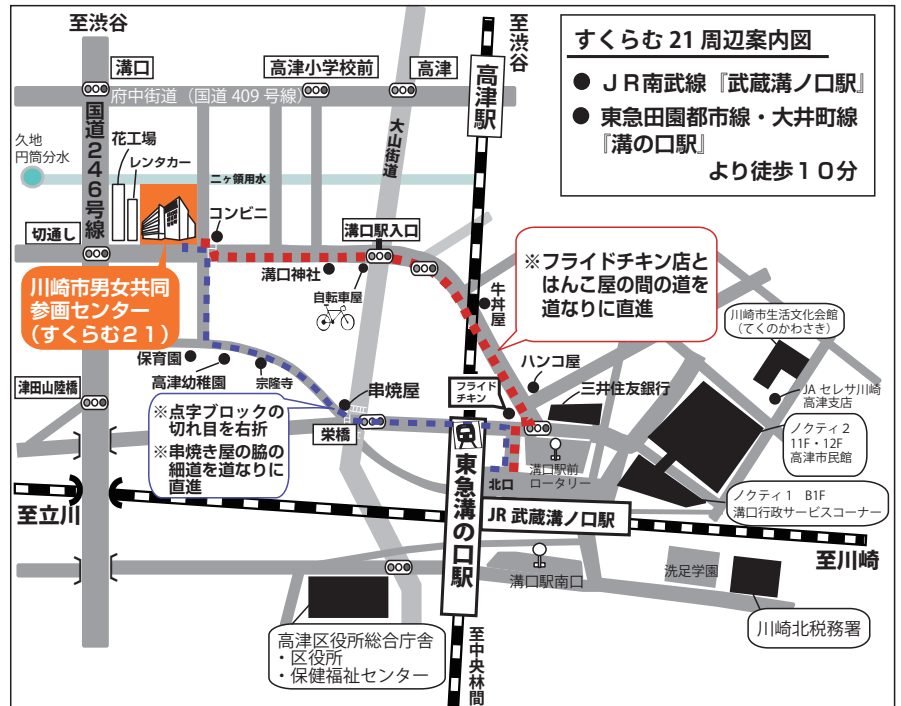 至渋谷
至渋谷
すくらむ21周辺案内図
● JR南武線『武蔵溝ノ口駅』
● 東急田園都市線・大井町線
『溝の口駅』
より徒歩10分
溝口
高津小学校前
高津
高津駅
府中街道(国道409号線)
国道246号線
大山街道
久地
円筒分水
花工場
レンタカー
二ヶ領用水
コンビニ
切通し
溝口駅入口
川崎市男女共同
参画センター
(すくらむ21)
溝口神社
自転車屋
牛丼屋
※フライドチキン店と
はんこ屋の間の道を
道なりに直進
川崎市生活文化会館
(てくのかわさき)
保育園
高津幼稚園
宗隆寺
ハンコ屋
三井住友銀行
フライド
チキン
JAセレサ川崎
高津支店
津田山陸橋
串焼屋
栄橋
※点字ブロックの
切れ目を右折
※串焼き屋の脇の
細道を道なりに
直進
ノクティ2
11F・12F
高津市民館
溝口駅前
ロータリー
北口
東急溝の口駅
ノクティ1 B1F
溝口行政サービスコーナー
至立川
JR武蔵溝ノ口駅
至川崎
溝口駅南口
洗足学園
川崎北税務署
高津区役所総合庁舎
・区役所
・保健福祉センター
至中央林間